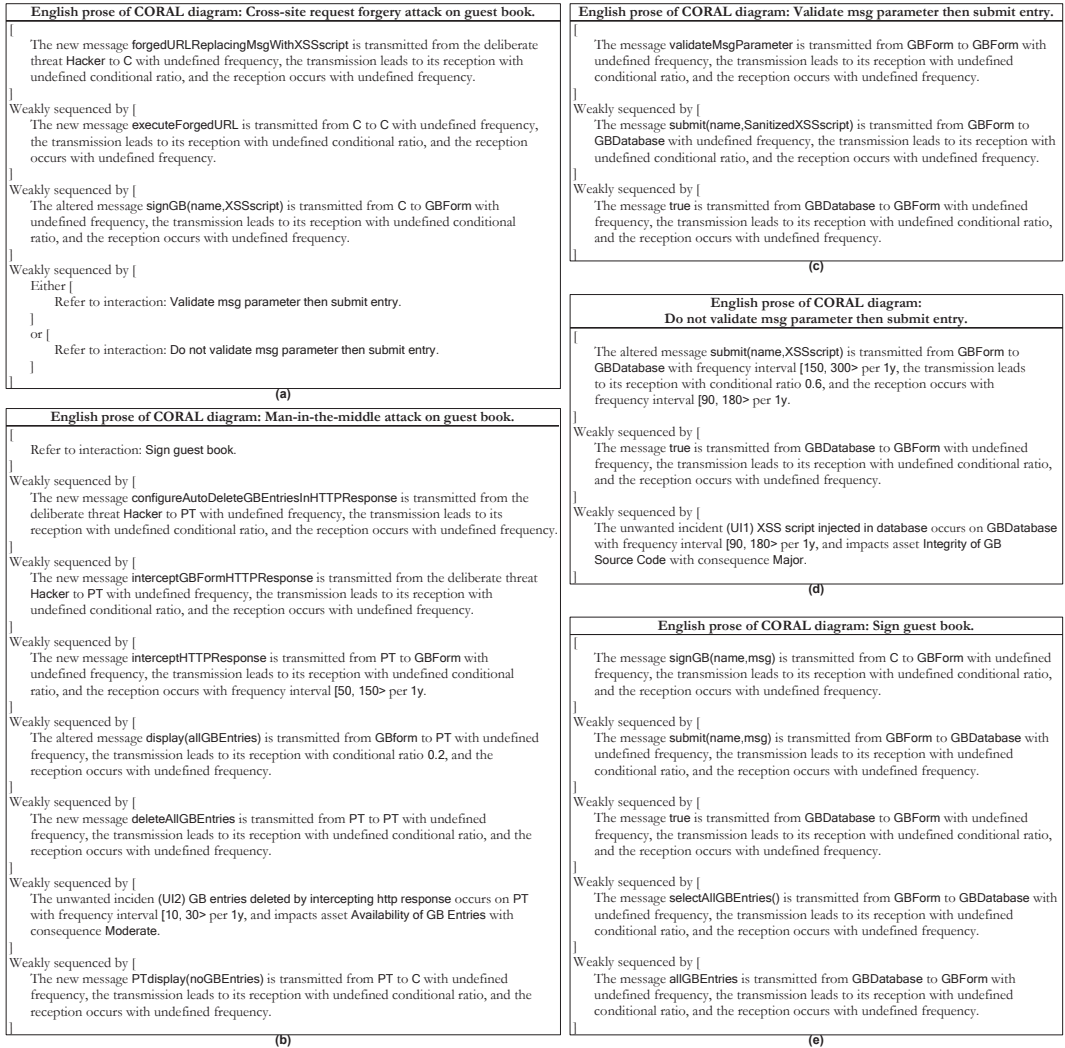 English prose of CORAL diagram: Cross-site request forgery attack on guest book.
[
The new message forgedURLReplacingMsgWithXSSscript is transmitted from the deliberate
threat Hacker to C with undefined frequency, the transmission leads to its reception with
undefined conditional ratio, and the reception occurs with undefined frequency.
]
Weakly sequenced by [
The new message executeForgedURL is transmitted from C to C with undefined frequency,
the transmission leads to its reception with undefined conditional ratio, and the reception
occurs with undefined frequency.
]
Weakly sequenced by [
The altered message signGB(name,XSSscript) is transmitted from C to GBForm with
undefined frequency, the transmission leads to its reception with undefined conditional
ratio, and the reception occurs with undefined frequency.
]
Weakly sequenced by [
Either [
Refer to interaction: Validate msg parameter then submit entry.
]
or [
Refer to interaction: Do not validate msg parameter then submit entry.
]
]
(a)
English prose of CORAL diagram: Man-in-the-middle attack on guest book.
[
Refer to interaction: Sign guest book.
]
Weakly sequenced by [
The new message configureAutoDeleteGBEntriesInHTTPResponse is transmitted from the
deliberate threat Hacker to PT with undefined frequency, the transmission leads to its
reception with undefined conditional ratio, and the reception occurs with undefined frequency.
]
Weakly sequenced by [
The new message interceptGBFormHTTPResponse is transmitted from the deliberate threat
Hacker to PT with undefined frequency, the transmission leads to its reception with
undefined conditional ratio, and the reception occurs with undefined frequency.
]
Weakly sequenced by [
The new message interceptHTTPResponse is transmitted from PT to GBForm with
undefined frequency, the transmission leads to its reception with undefined conditional
ratio, and the reception occurs with frequency interval [50, 150> per 1y.
]
Weakly sequenced by [
The altered message display(allGBEntries) is transmitted from GBform to PT with undefined
frequency, the transmission leads to its reception with conditional ratio 0.2, and the
reception occurs with undefined frequency.
]
Weakly sequenced by [
The new message deleteAllGBEntries is transmitted from PT to PT with undefined
frequency, the transmission leads to its reception with undefined conditional ratio, and the
reception occurs with undefined frequency.
]
Weakly sequenced by [
The unwanted inciden (UI2) GB entries deleted by intercepting http response occurs on PT
with frequency interval [10, 30> per 1y, and impacts asset Availability of GB Entries with
consequence Moderate.
]
Weakly sequenced by [
The new message PTdisplay(noGBEntries) is transmitted from PT to C with undefined
frequency, the transmission leads to its reception with undefined conditional ratio, and the
reception occurs with undefined frequency.
]
(b)
English prose of CORAL diagram: Validate msg parameter then submit entry.
[
The message validateMsgParameter is transmitted from GBForm to GBForm with
undefined frequency, the transmission leads to its reception with undefined
conditional ratio, and the reception occurs with undefined frequency.
]
Weakly sequenced by [
The message submit(name,SanitizedXSSscript) is transmitted from GBForm to
GBDatabase with undefined frequency, the transmission leads to its reception with
undefined conditional ratio, and the reception occurs with undefined frequency.
]
Weakly sequenced by [
The message true is transmitted from GBDatabase to GBForm with undefined
frequency, the transmission leads to its reception with undefined conditional ratio,
and the reception occurs with undefined frequency.
]
(c)
English prose of CORAL diagram:
Do not validate msg parameter then submit entry.
[
The altered message submit(name,XSSscript) is transmitted from GBForm to
GBDatabase with frequency interval [150, 300> per 1y, the transmission leads
to its reception with conditional ratio 0.6, and the reception occurs with
frequency interval [90, 180> per 1y.
]
Weakly sequenced by [
The message true is transmitted from GBDatabase to GBForm with undefined
frequency, the transmission leads to its reception with undefined conditional ratio,
and the reception occurs with undefined frequency.
]
Weakly sequenced by [
The unwanted incident (UI1) XSS script injected in database occurs on GBDatabase
with frequency interval [90, 180> per 1y, and impacts asset Integrity of GB
Source Code with consequence Major.
]
(d)
English prose of CORAL diagram: Sign guest book.
[
The message signGB(name,msg) is transmitted from C to GBForm with undefined
frequency, the transmission leads to its reception with undefined conditional ratio,
and the reception occurs with undefined frequency.
]
Weakly sequenced by [
The message submit(name,msg) is transmitted from GBForm to GBDatabase with
undefined frequency, the transmission leads to its reception with undefined
conditional ratio, and the reception occurs with undefined frequency.
]
Weakly sequenced by [
The message true is transmitted from GBDatabase to GBForm with undefined
frequency, the transmission leads to its reception with undefined conditional ratio,
and the reception occurs with undefined frequency.
]
Weakly sequenced by [
The message selectAllGBEntries() is transmitted from GBForm to GBDatabase with
undefined frequency, the transmission leads to its reception with undefined
conditional ratio, and the reception occurs with undefined frequency.
]
Weakly sequenced by [
The message allGBEntries is transmitted from GBDatabase to GBForm with
undefined frequency, the transmission leads to its reception with undefined
conditional ratio, and the reception occurs with undefined frequency.
]
(e)